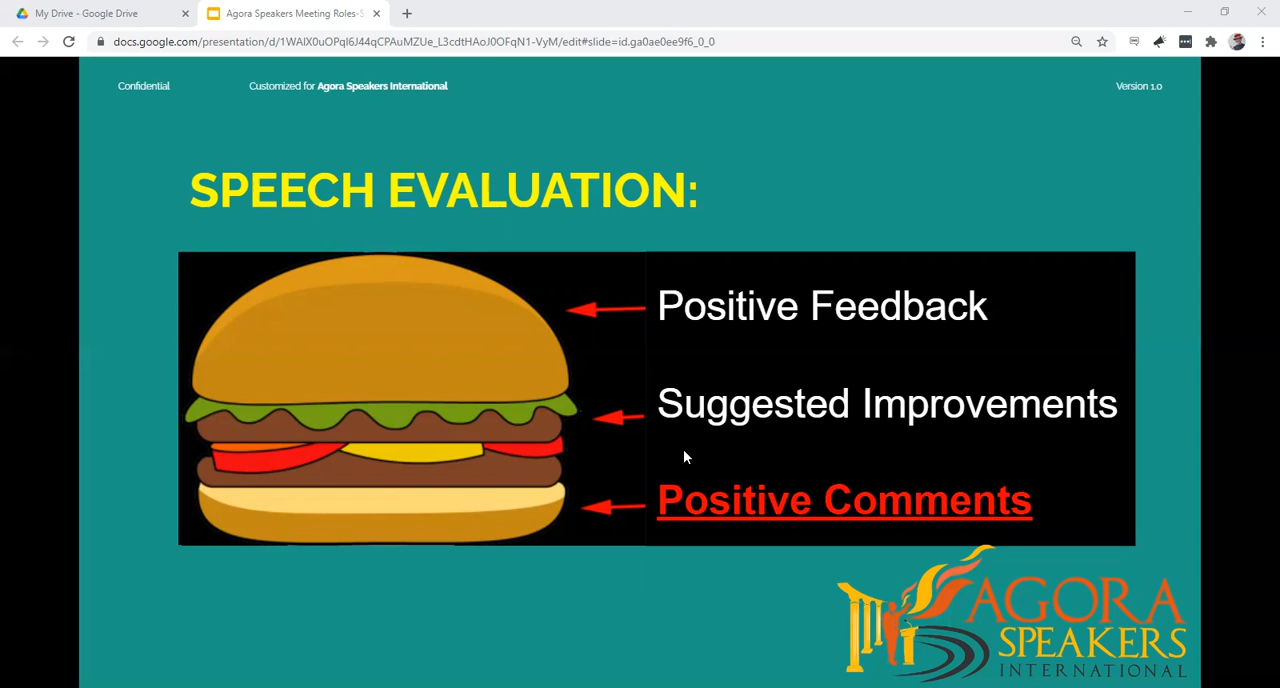 My Drive - Google Drive
Agora Speakers Meeting Roles-S
docs.google.com/presentation/d/1WAlX0uOPqI6J44qCPAuMZUe_L3cdtHAoJ0OFqN1-VyM/edit#slide=id.ga0ae0ee9f6_0_0
Confidential
Customized for Agora Speakers International
Version 1.0
SPEECH EVALUATION:
Positive Feedback
Suggested Improvements
Positive Comments
AGORA
SPEAKERS
INTERNATIONAL